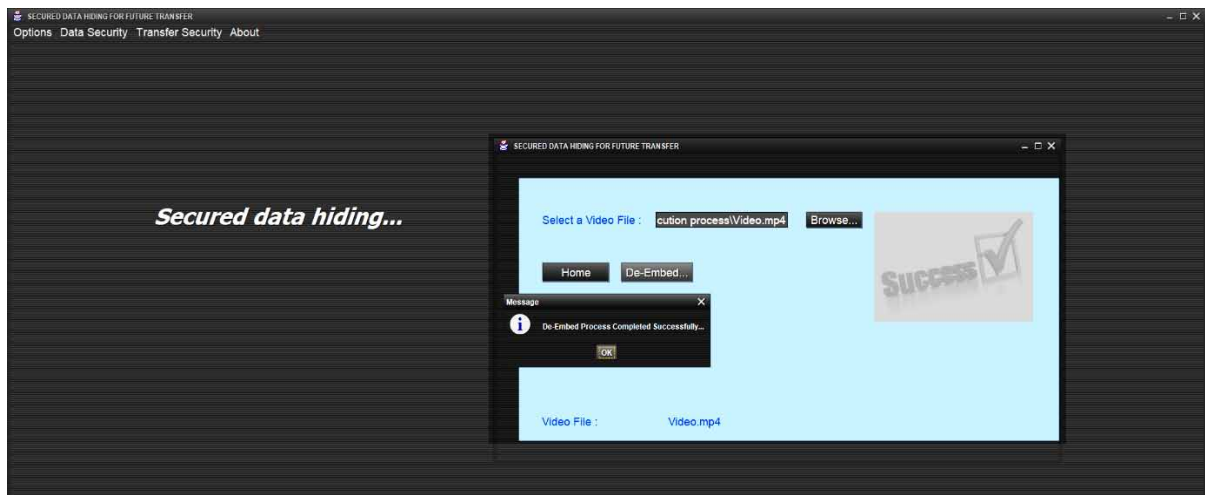 SECURED DATA HIDING FOR FUTURE TRANSFER
Options Data Security Transfer Security About
SECURED DATA HIDING FOR FUTURE TRANSFER
Secured data hiding...
Select a Video File : cution process\Video.mp4 Browse...
Success
Home De-Embed...
Message
De-Embed Process Completed Successfully...
OK
Video File : Video.mp4